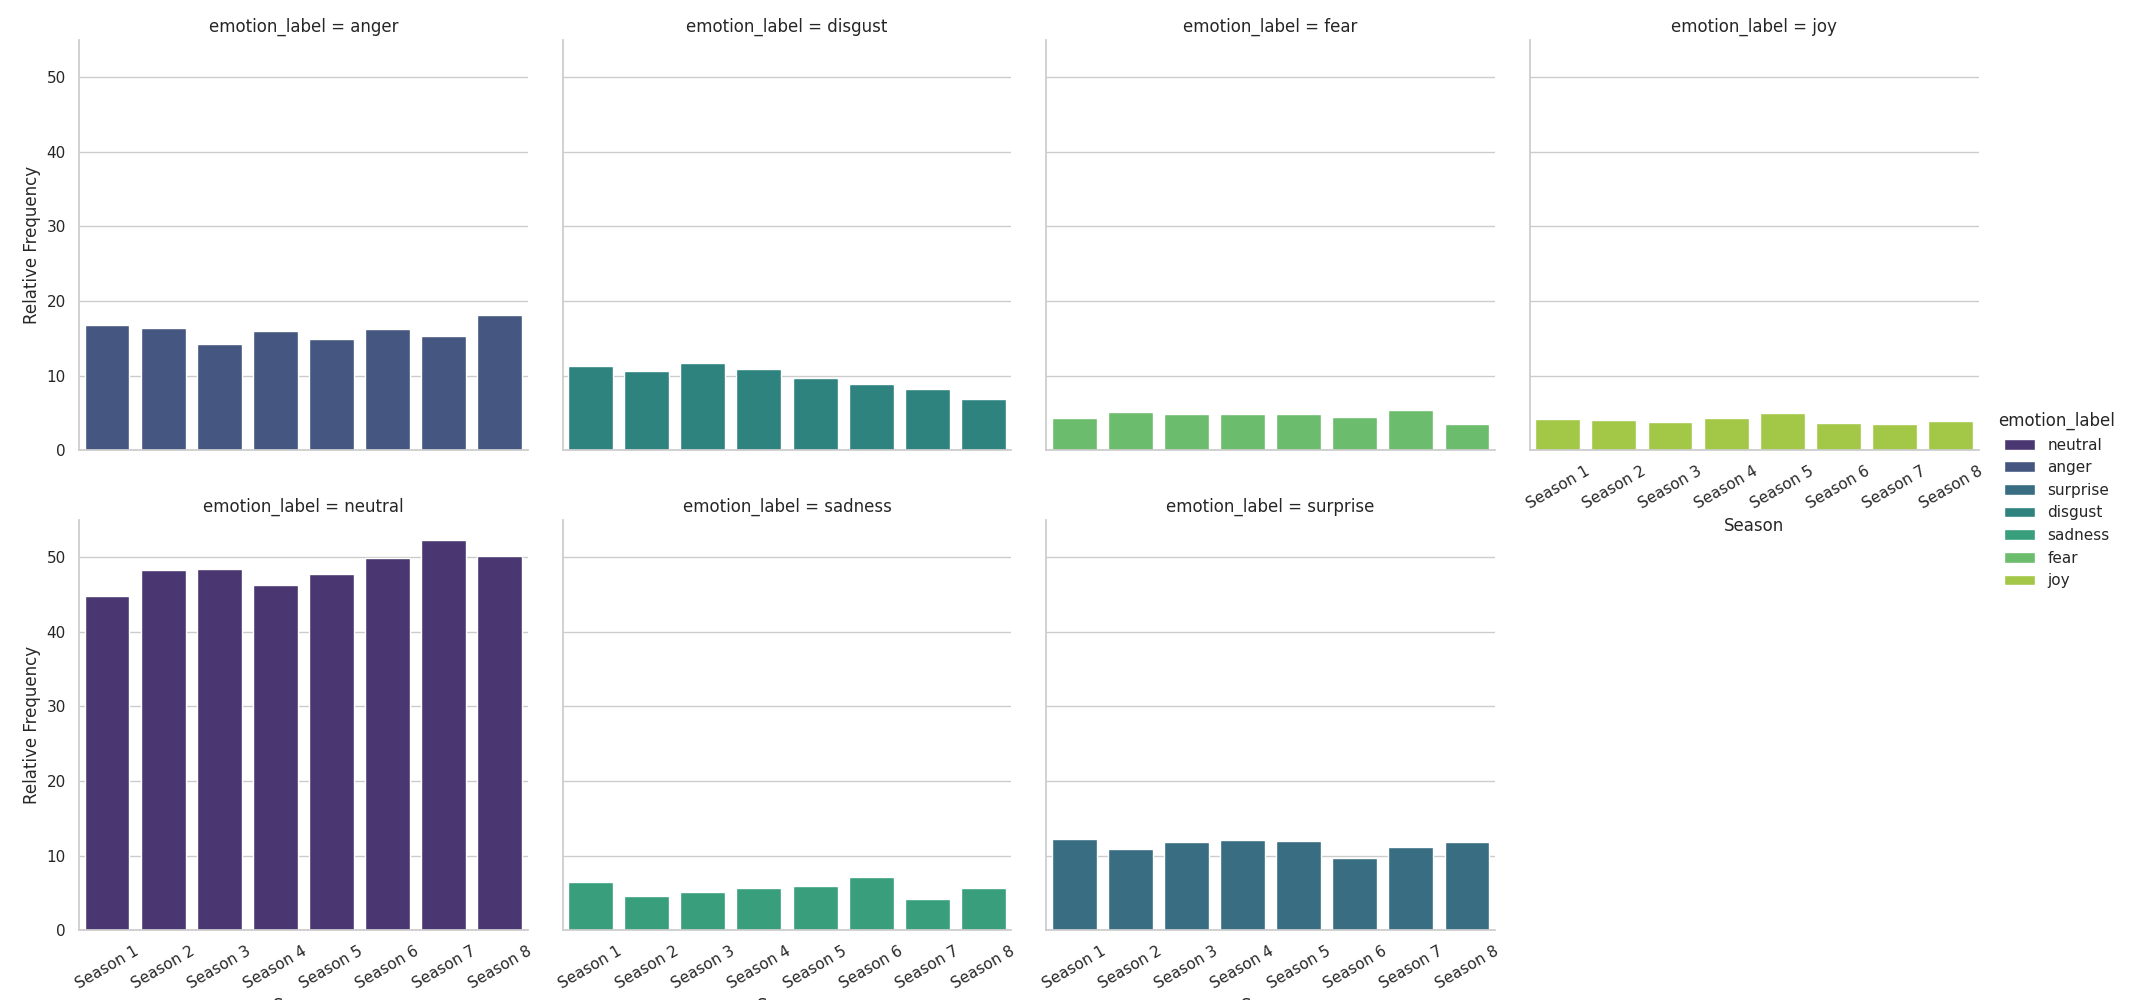 emotion_label = anger
emotion_label = disgust
emotion_label = fear
emotion_label = joy
50
40
30
20
10
0
Relative Frequency
Season 1
Season 2
Season 3
Season 4
Season 5
Season 6
Season 7
Season 8
Season
emotion_label
neutral
anger
surprise
disgust
sadness
fear
joy
emotion_label = neutral
emotion_label = sadness
emotion_label = surprise
50
40
30
20
10
0
Relative Frequency
Season 1
Season 2
Season 3
Season 4
Season 5
Season 6
Season 7
Season 8
Season 1
Season 2
Season 3
Season 4
Season 5
Season 6
Season 7
Season 8
Season 1
Season 2
Season 3
Season 4
Season 5
Season 6
Season 7
Season 8